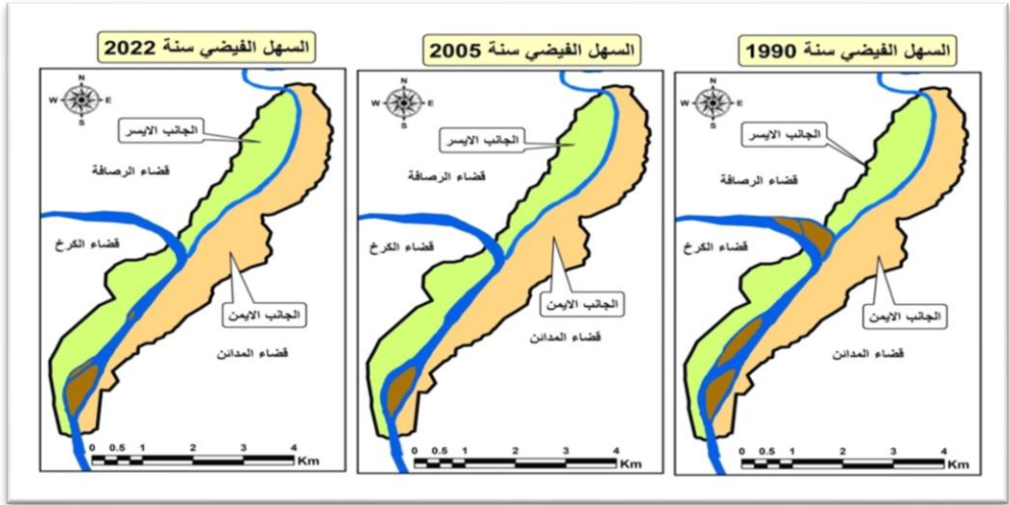 السهل الفيضي سنة 1990
N
W
E
S
الجانب الايسر
قضاء الرصافة
قضاء الكرخ
الجانب الايمن
قضاء المدائن
0 0.5 1 2 3 4
Km
السهل الفيضي سنة 2005
N
W
E
S
الجانب الايسر
قضاء الرصافة
قضاء الكرخ
الجانب الايمن
قضاء المدائن
0 0.5 1 2 3 4
Km
السهل الفيضي سنة 2022
N
W
E
S
الجانب الايسر
قضاء الرصافة
قضاء الكرخ
الجانب الايمن
قضاء المدائن
0 0.5 1 2 3 4
Km